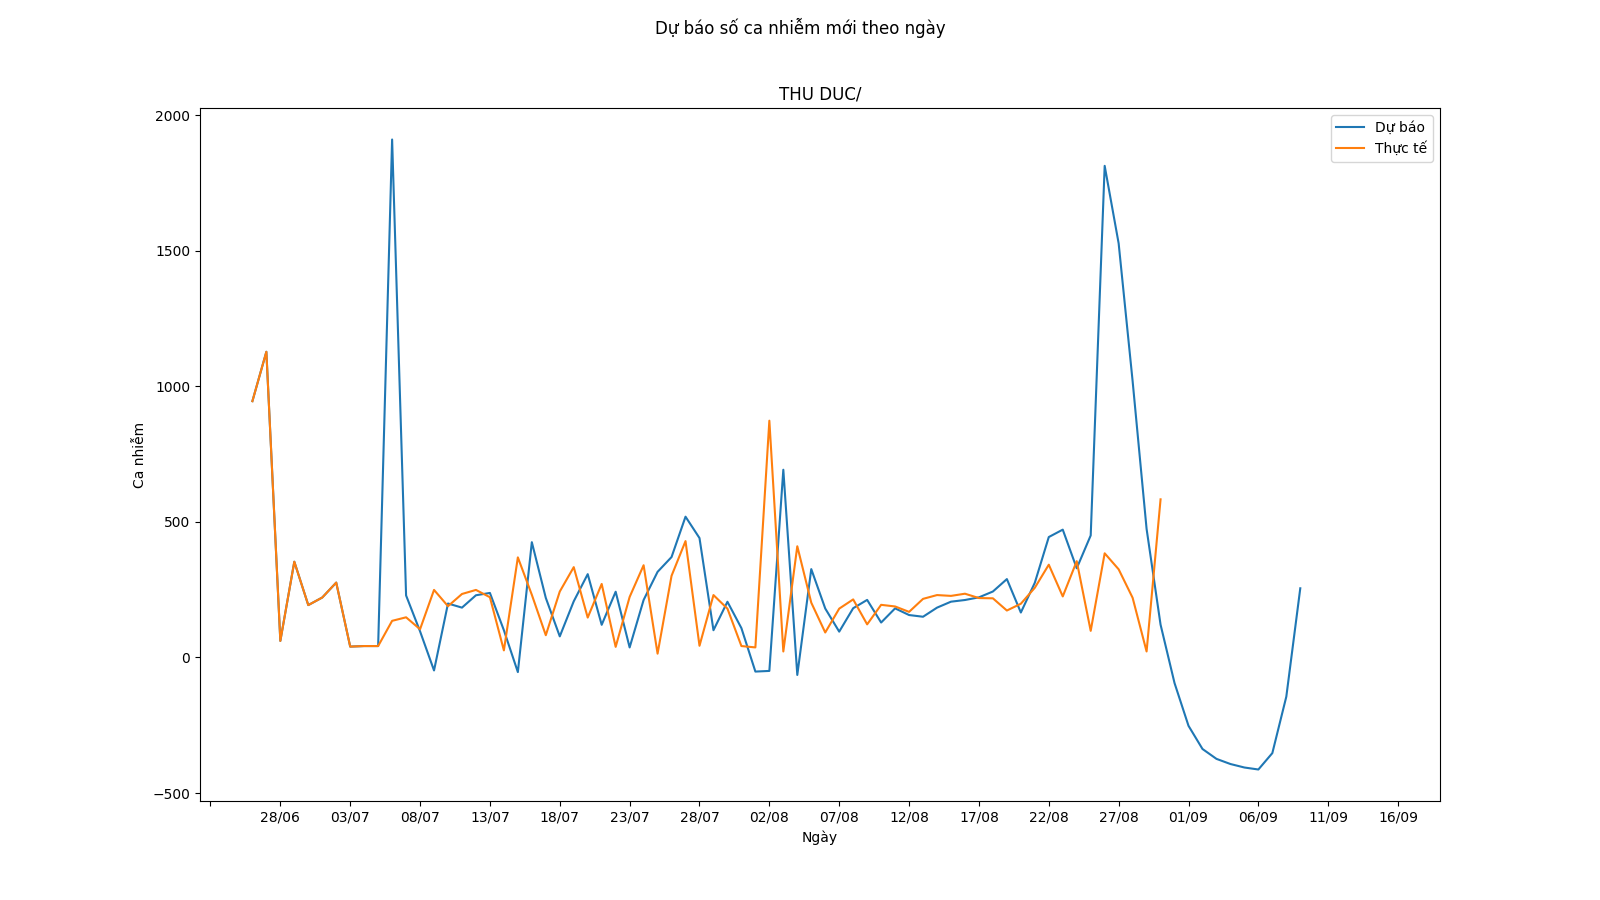 Dự báo số ca nhiễm mới theo ngày
THU DUC/
Dự báo
Thực tế
2000
1500
1000
500
0
−500
Ca nhiễm
28/06 03/07 08/07 13/07 18/07 23/07 28/07 02/08 07/08 12/08 17/08 22/08 27/08 01/09 06/09 11/09 16/09
Ngày